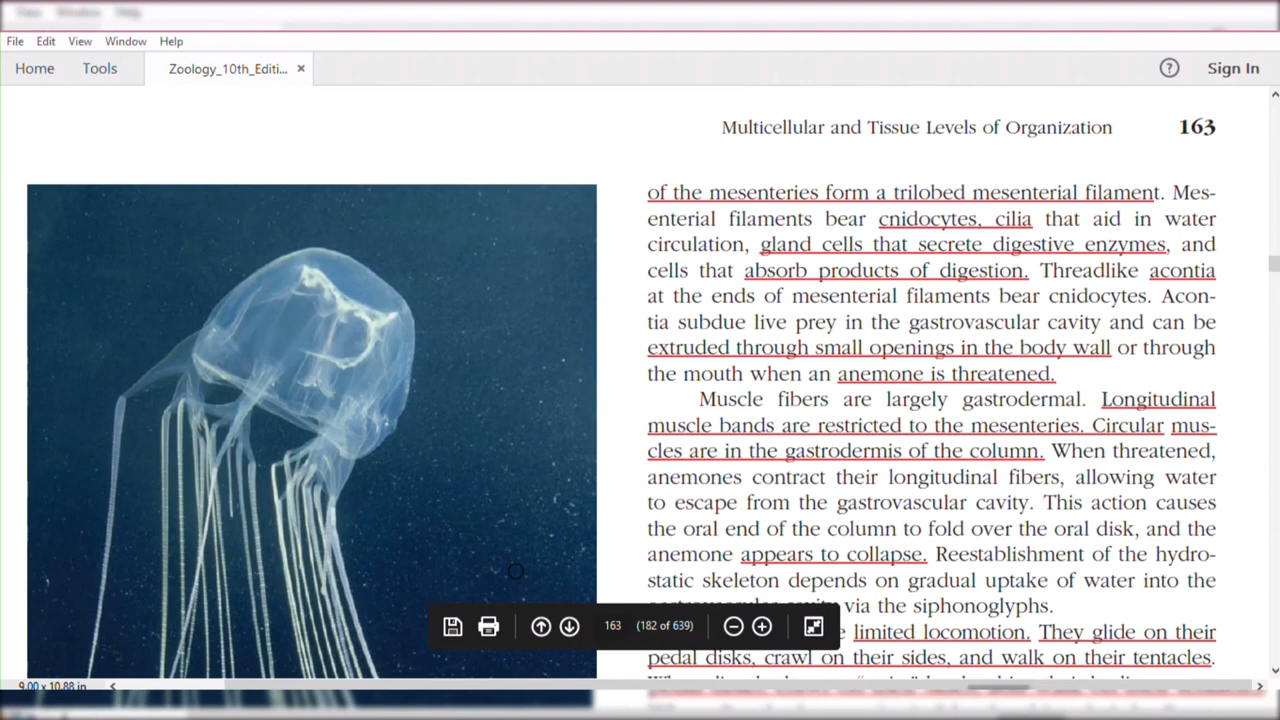 View Window Help
File Edit View Window Help
Home Tools Zoology_10th_Editi... × ? Sign In
Multicellular and Tissue Levels of Organization 163
of the mesenteries form a trilobed mesenterial filament. Mes-
enterial filaments bear cnidocytes, cilia that aid in water
circulation, gland cells that secrete digestive enzymes, and
cells that absorb products of digestion. Threadlike acontia
at the ends of mesenterial filaments bear cnidocytes. Acon-
tia subdue live prey in the gastrovascular cavity and can be
extruded through small openings in the body wall or through
the mouth when an anemone is threatened.
Muscle fibers are largely gastrodermal. Longitudinal
muscle bands are restricted to the mesenteries. Circular mus-
cles are in the gastrodermis of the column. When threatened,
anemones contract their longitudinal fibers, allowing water
to escape from the gastrovascular cavity. This action causes
the oral end of the column to fold over the oral disk, and the
anemone appears to collapse. Reestablishment of the hydro-
static skeleton depends on gradual uptake of water into the
via the siphonoglyphs.
limited locomotion. They glide on their
pedal disks, crawl on their sides, and walk on their tentacles.
163 (182 of 639)
9.00 x 10.88 in